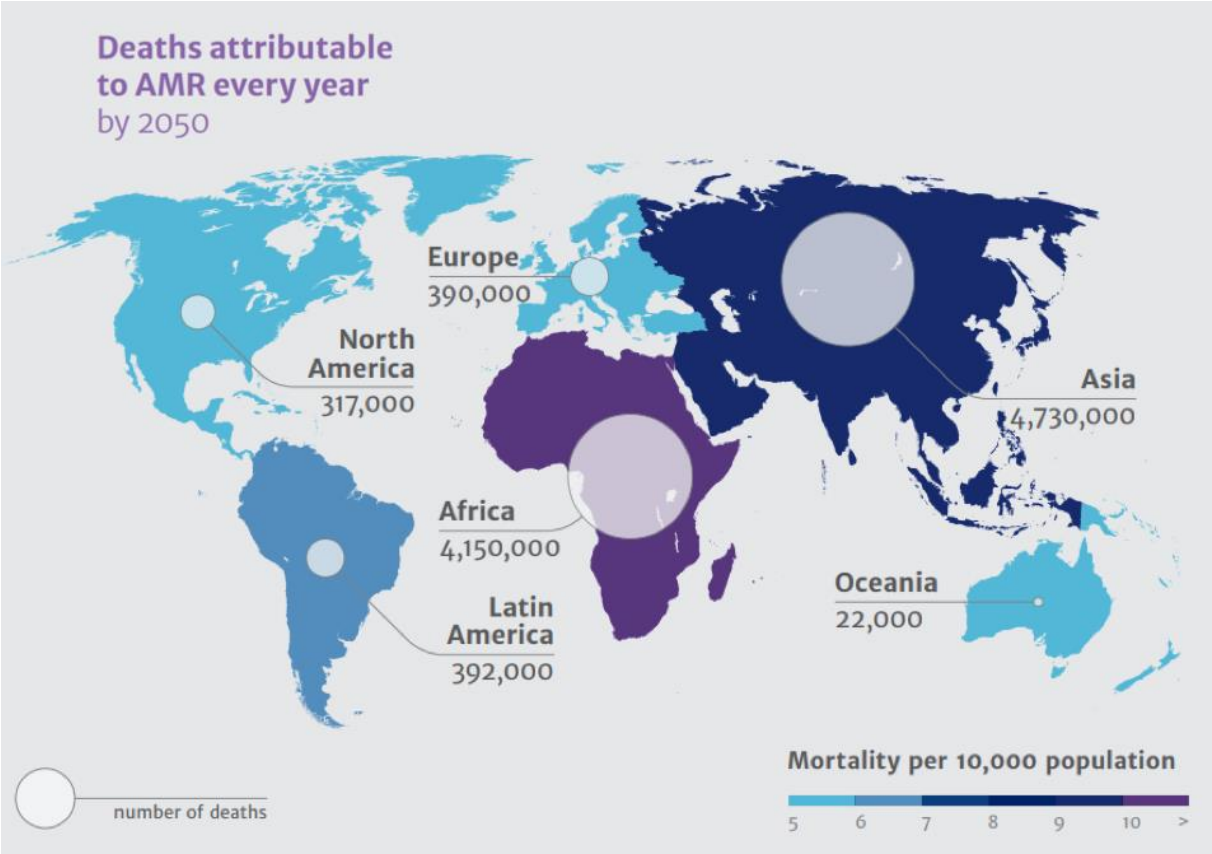 Deaths attributable
to AMR every year
by 2050
Europe
390,000
North
America
317,000
Asia
4,730,000
Africa
4,150,000
Oceania
22,000
Latin
America
392,000
Mortality per 10,000 population
number of deaths
5 6 7 8 9 10 >